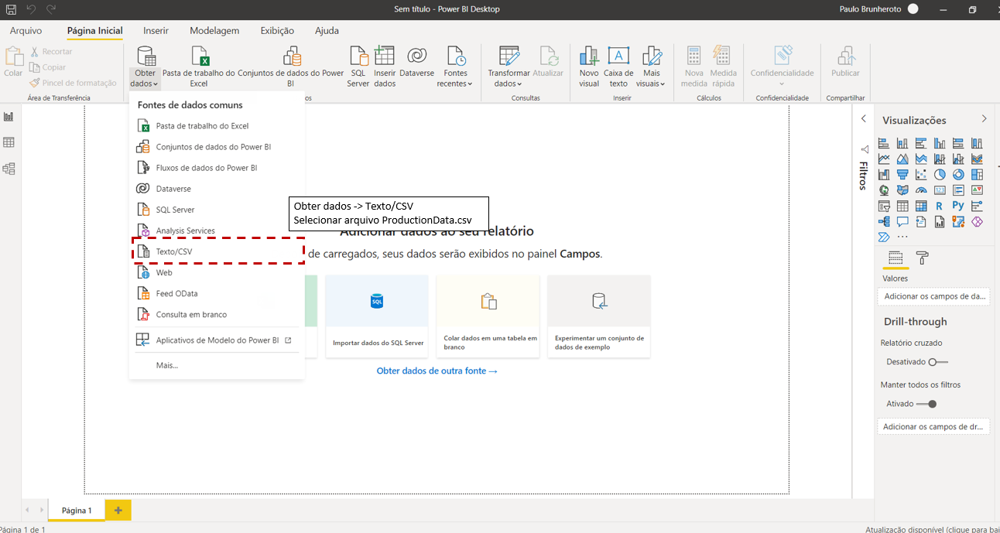 Sem título - Power BI Desktop
Paulo Brunheroto
Arquivo
Página Inicial
Inserir
Modelagem
Exibição
Ajuda
Colar
Recortar
Copiar
Pincel de formatação
Área de Transferência
Obter
dados
Pasta de trabalho do
Excel
Conjuntos de dados do Power
BI
SQL
Server
Inserir
dados
Dataverse
Fontes
recentes
os
Transformar
dados
Atualizar
Consultas
Novo
visual
Caixa de
texto
Mais
visuais
Inserir
Nova
medida
Medida
rápida
Cálculos
Confidencialidade
Confidencialidade
Publicar
Compartilhar
Fontes de dados comuns
Pasta de trabalho do Excel
Conjuntos de dados do Power BI
Fluxos de dados do Power BI
Dataverse
SQL Server
Analysis Services
Texto/CSV
Web
Feed OData
Consulta em branco
Aplicativos de Modelo do Power BI
Mais...
Obter dados -> Texto/CSV
Selecionar arquivo ProductionData.csv
Adicionar dados ao seu relatório
de carregados, seus dados serão exibidos no painel Campos.
SQL
Importar dados do SQL Server
Colar dados em uma tabela em
branco
Experimentar um conjunto de
dados de exemplo
Obter dados de outra fonte →
Filtros
Visualizações
123
R
Py
...
Valores
Adicionar os campos de da...
Drill-through
Relatório cruzado
Desativado
Manter todos os filtros
Ativado
Adicionar os campos de dr...
Página 1
+
Página 1 de 1
Atualização disponível (clique para bai